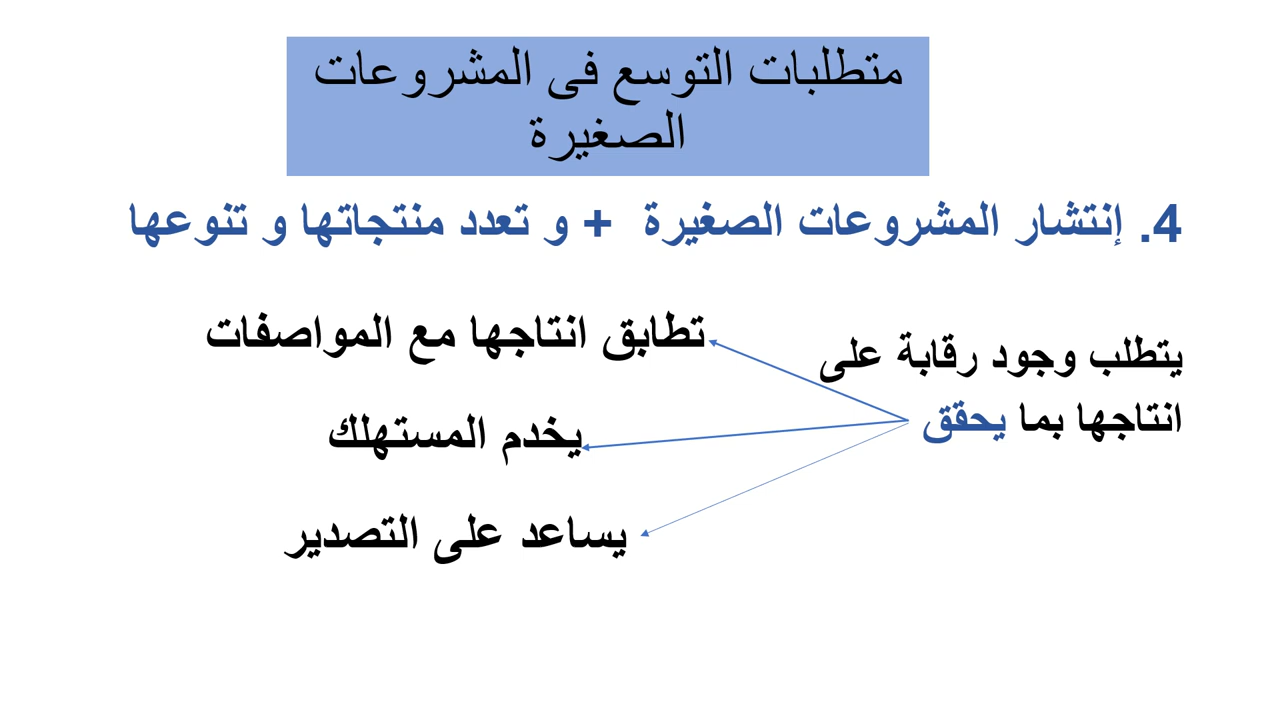 متطلبات التوسع فى المشروعات
الصغيرة
4. إنتشار المشروعات الصغيرة + و تعدد منتجاتها و تنوعها
يتطلب وجود رقابة على
انتاجها بما يحقق
تطابق انتاجها مع المواصفات
يخدم المستهلك
يساعد على التصدير